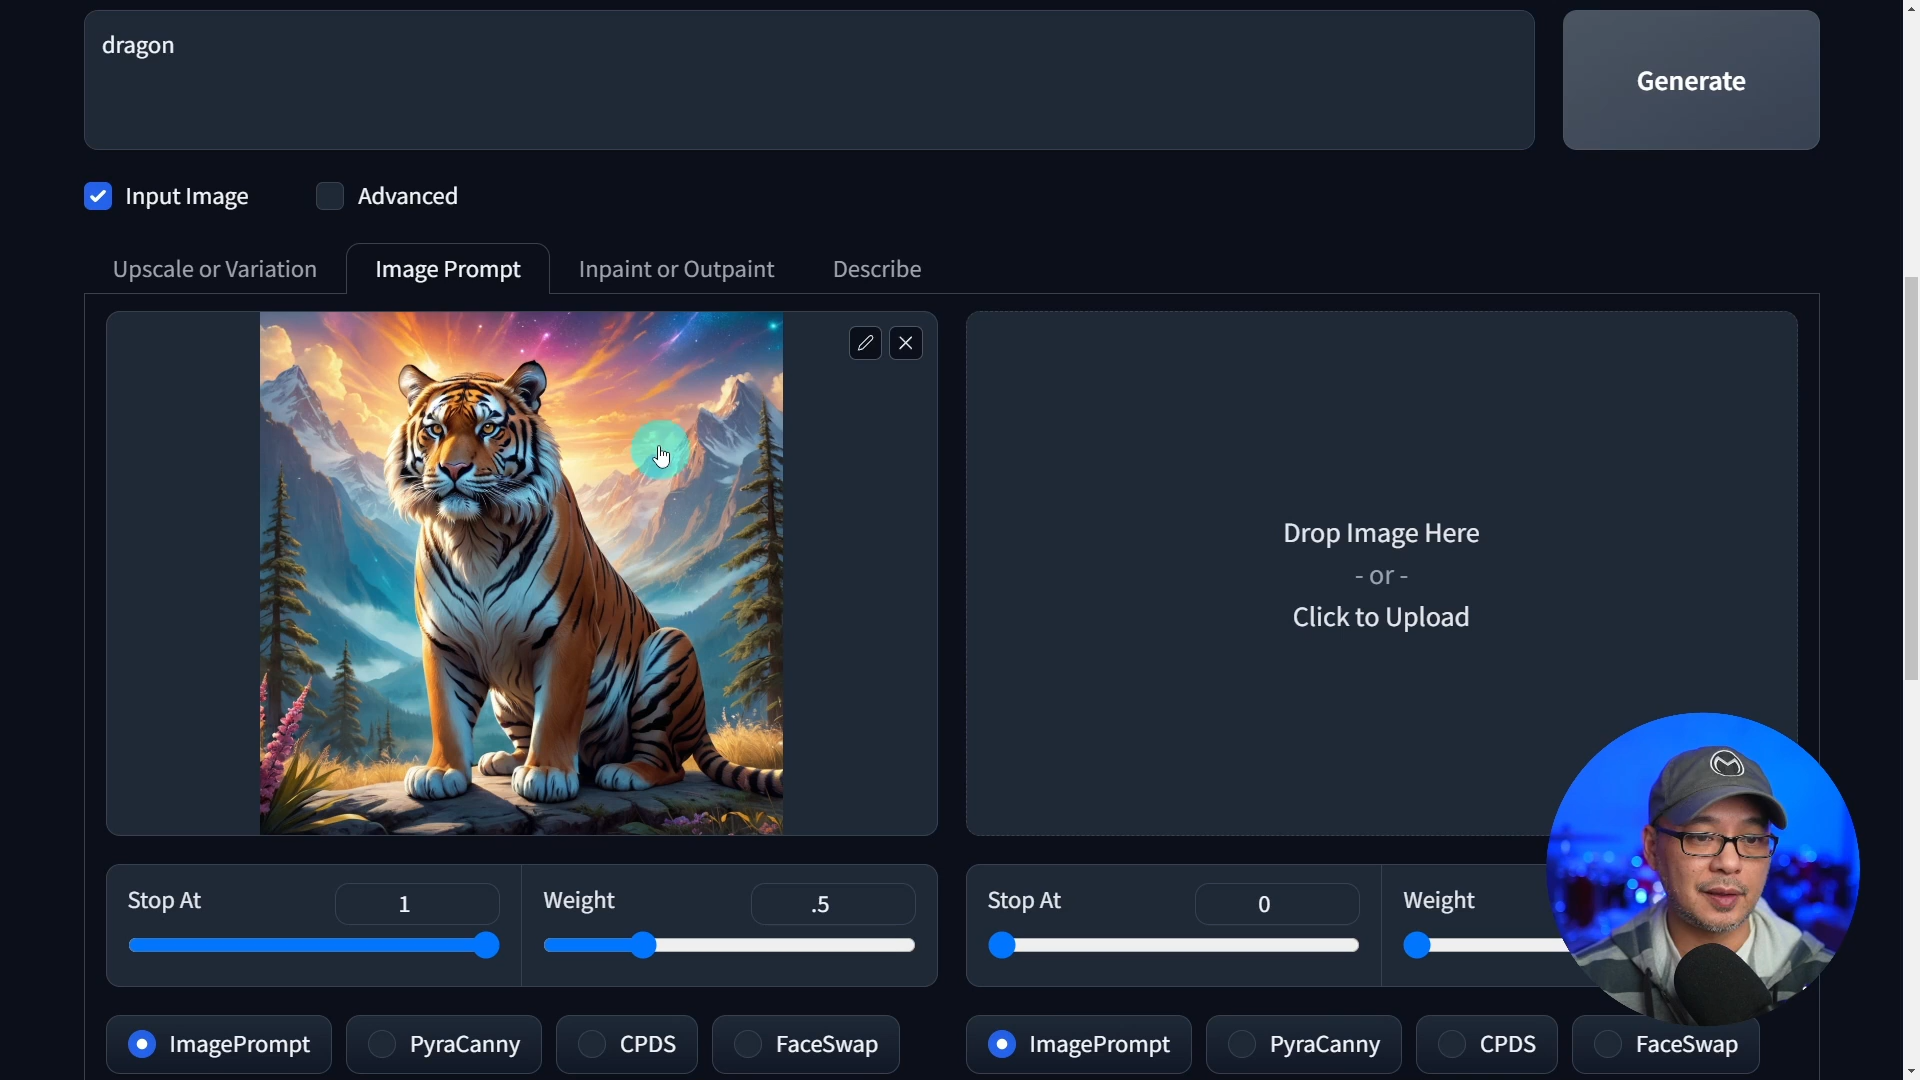 dragon
Generate
Input Image
Advanced
Upscale or Variation
Image Prompt
Inpaint or Outpaint
Describe
Drop Image Here
- or -
Click to Upload
Stop At
1
Weight
.5
Stop At
0
Weight
ImagePrompt
PyraCanny
CPDS
FaceSwap
ImagePrompt
PyraCanny
CPDS
FaceSwap